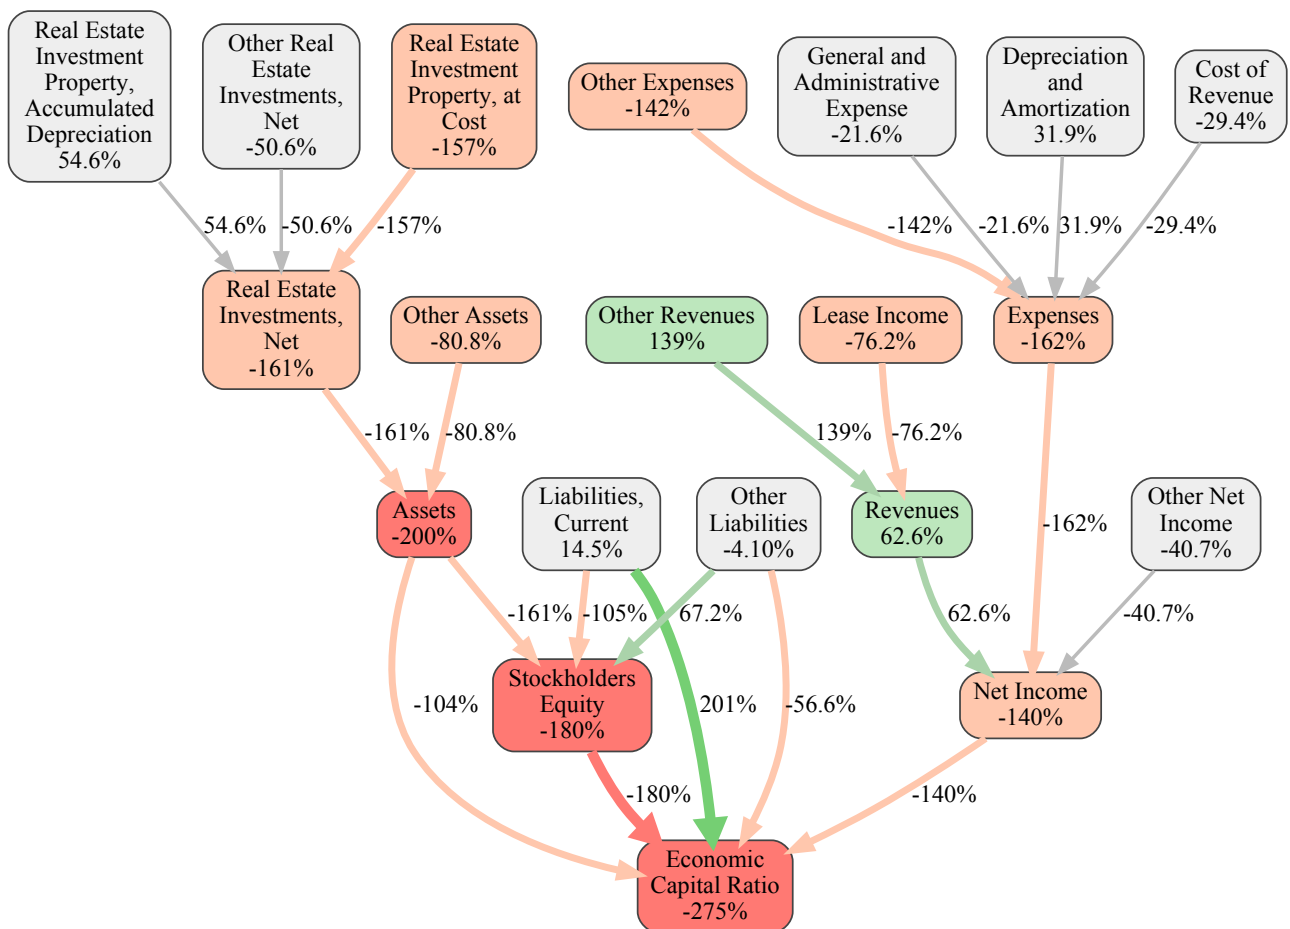 Real Estate
Investment
Property,
Accumulated
Depreciation
54.6%
Other Real
Estate
Investments,
Net
-50.6%
Real Estate
Investment
Property, at
Cost
-157%
Other Expenses
-142%
General and
Administrative
Expense
-21.6%
Depreciation
and
Amortization
31.9%
Cost of
Revenue
-29.4%
54.6%
-50.6%
-157%
-142%
-21.6%
31.9%
-29.4%
Real Estate
Investments,
Net
-161%
Other Assets
-80.8%
Other Revenues
139%
Lease Income
-76.2%
Expenses
-162%
-161%
-80.8%
139%
-76.2%
Assets
-200%
Liabilities,
Current
14.5%
Other
Liabilities
-4.10%
Revenues
62.6%
-162%
Other Net
Income
-40.7%
-161%
-105%
67.2%
62.6%
-40.7%
Stockholders
Equity
-180%
Net Income
-140%
-104%
201%
-56.6%
-180%
-140%
Economic
Capital Ratio
-275%